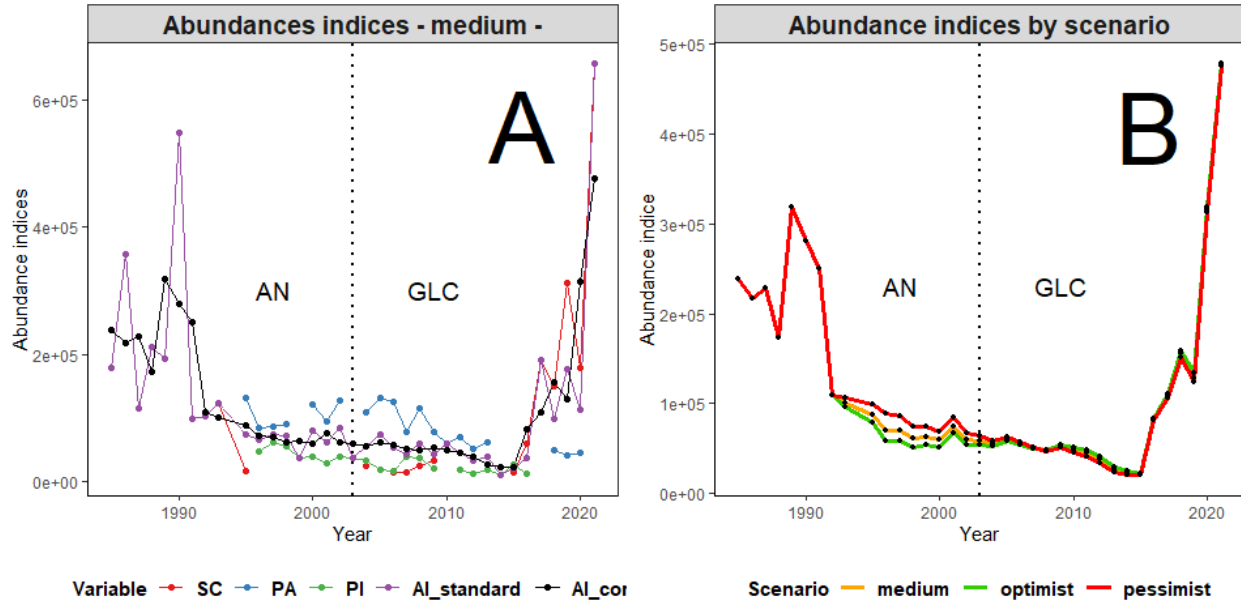 Abundances indices - medium -
A
6e+05
4e+05
2e+05
0e+00
Abundance indices
AN
GLC
1990
2000
2010
2020
Year
Variable SC PA PI AI_standard AI_cor
Abundance indices by scenario
B
5e+05
4e+05
3e+05
2e+05
1e+05
0e+00
Abundance indice
AN
GLC
1990
2000
2010
2020
Year
Scenario medium optimist pessimist